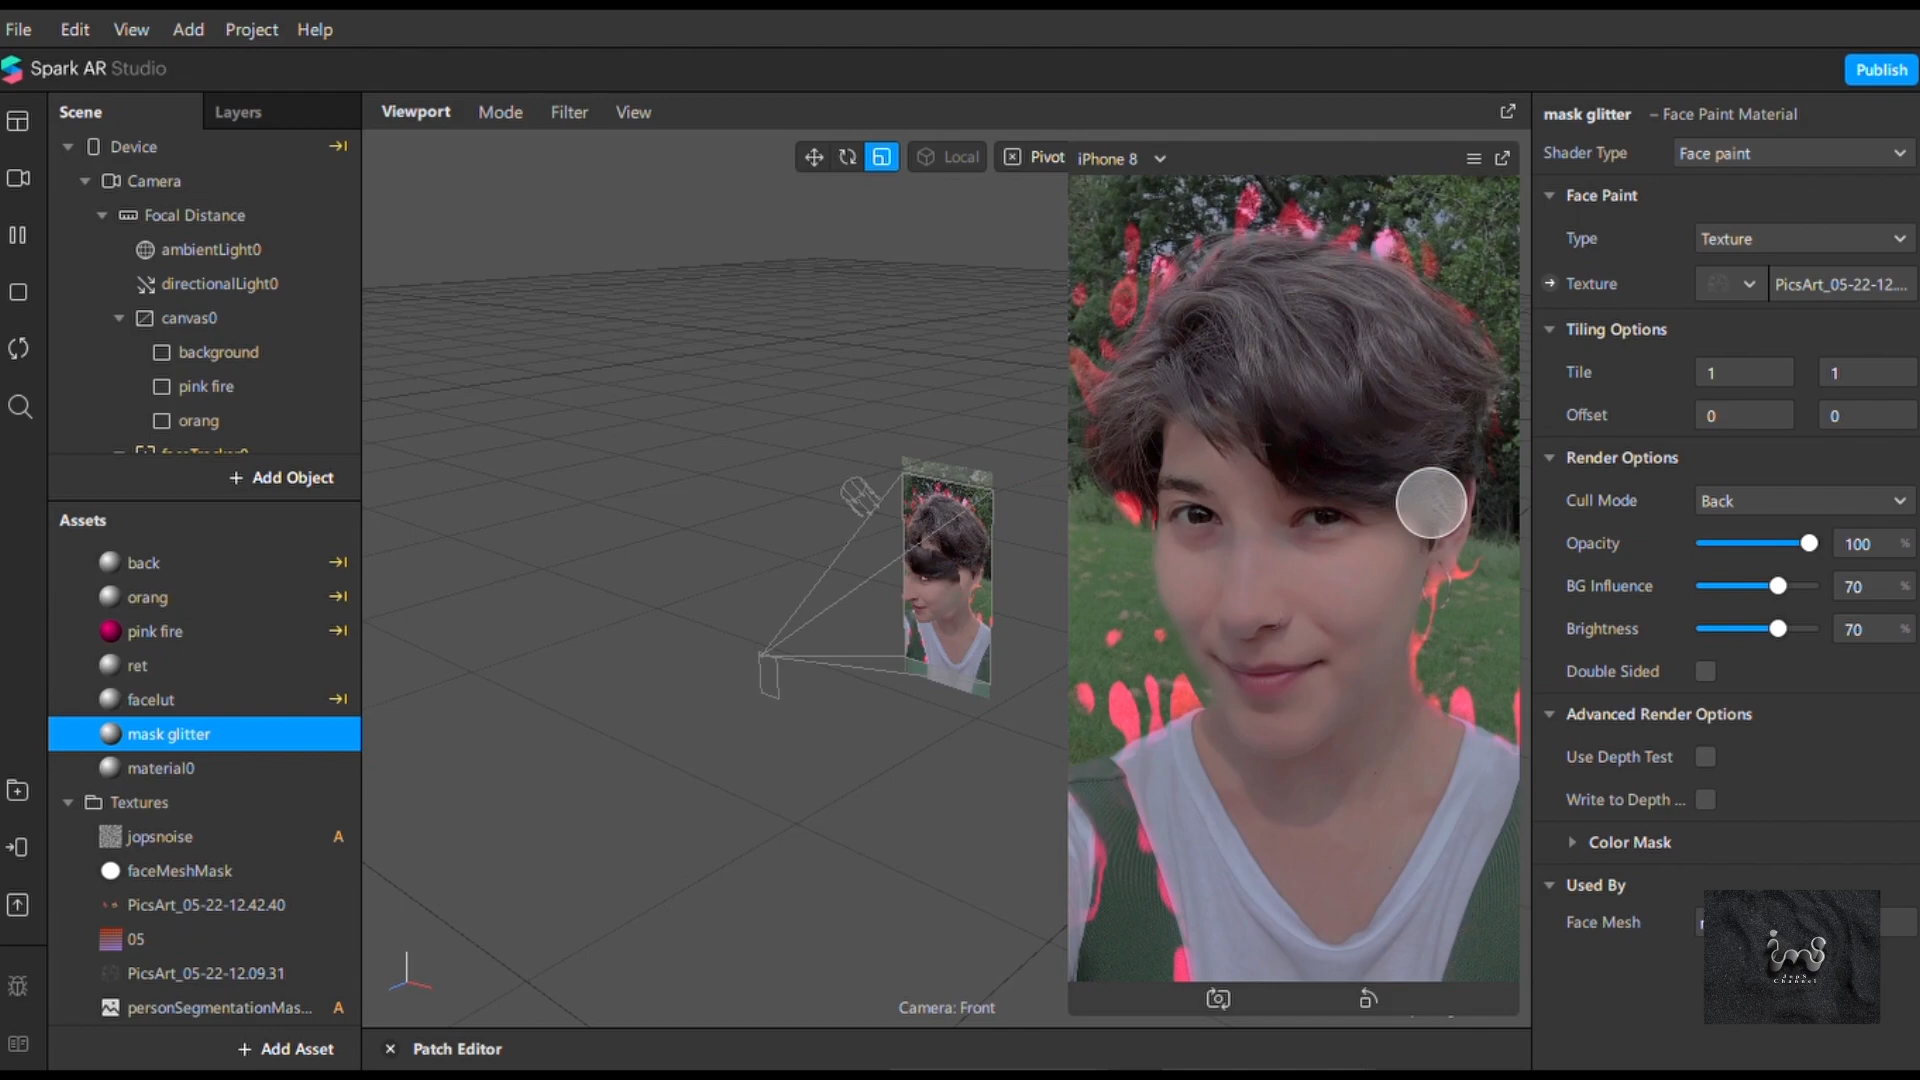 File Edit View Add Project Help
Spark AR Studio
Publish
Scene Layers
Device
Camera
Focal Distance
ambientLight0
directionalLight0
canvas0
background
pink fire
orang
+ Add Object
Assets
back
orang
pink fire
ret
facelut
mask glitter
material0
Textures
jopsnoise A
faceMeshMask
PicsArt_05-22-12.42.40
05
PicsArt_05-22-12.09.31
personSegmentationMas... A
+ Add Asset
Viewport Mode Filter View
Local
Pivot
iPhone 8
Camera: Front
Patch Editor
mask glitter – Face Paint Material
Shader Type Face paint
Face Paint
Type Texture
Texture PicsArt_05-22-12....
Tiling Options
Tile 1 1
Offset 0 0
Render Options
Cull Mode Back
Opacity 100 %
BG Influence 70 %
Brightness 70 %
Double Sided
Advanced Render Options
Use Depth Test
Write to Depth ...
Color Mask
Used By
Face Mesh
JopS
Channel